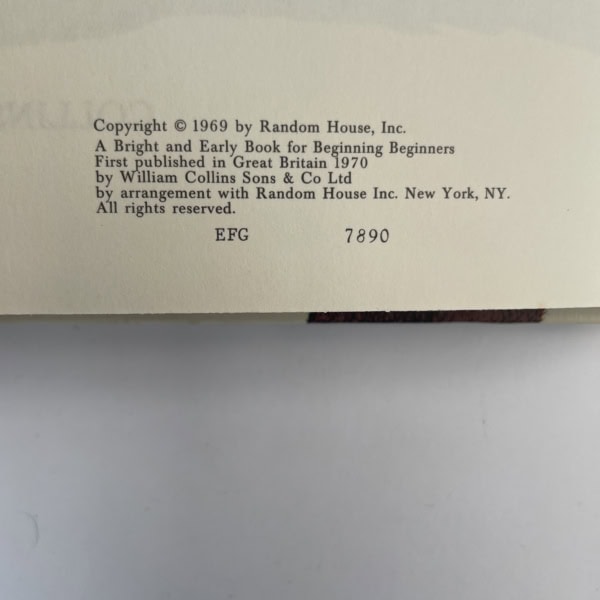 Copyright © 1969 by Random House, Inc.
A Bright and Early Book for Beginning Beginners
First published in Great Britain 1970
by William Collins Sons & Co Ltd
by arrangement with Random House Inc. New York, NY.
All rights reserved.
EFG 7890